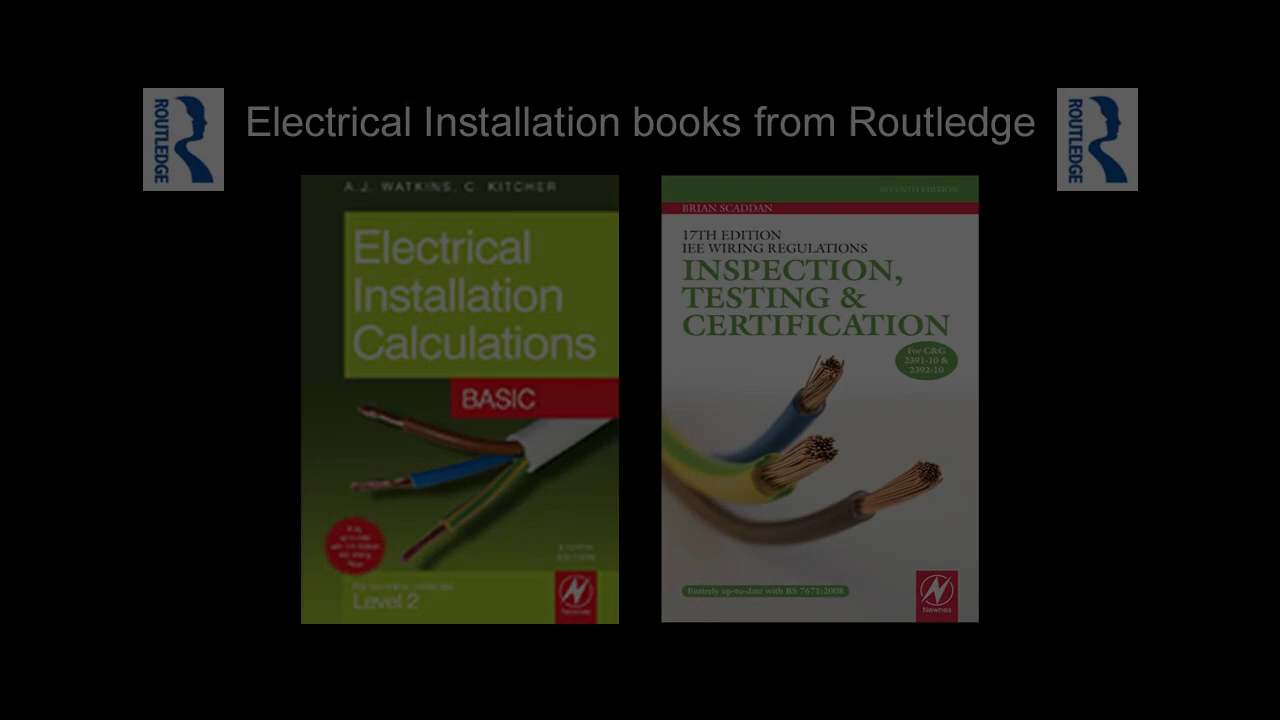 Electrical Installation books from Routledge
ROUTLEDGE
ROUTLEDGE
A.J. WATKINS, C. KITCHER
Electrical
Installation
Calculations
BASIC
Level 2
SEVENTH EDITION
BRIAN SCADDAN
17TH EDITION
IEE WIRING REGULATIONS
INSPECTION,
TESTING &
CERTIFICATION
For C&G
2391-10 &
2392-10
Entirely up-to-date with BS 7671:2008
Newnes